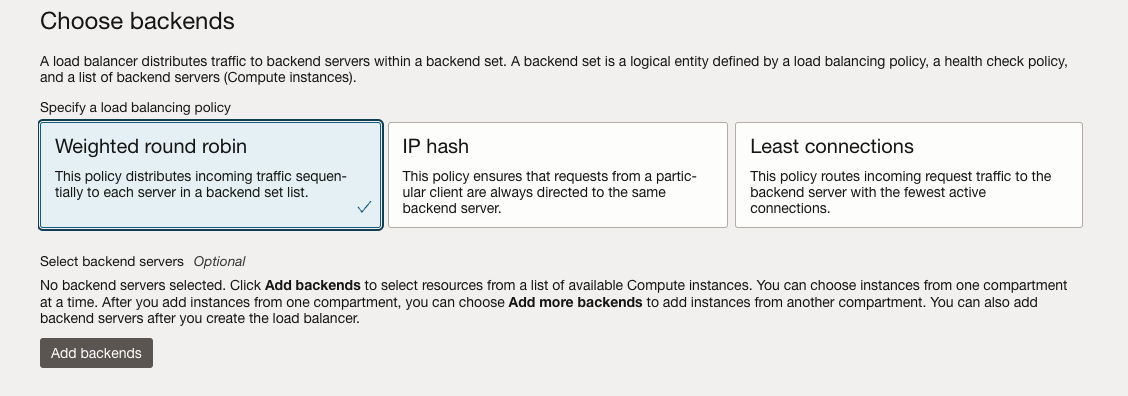 Choose backends
A load balancer distributes traffic to backend servers within a backend set. A backend set is a logical entity defined by a load balancing policy, a health check policy,
and a list of backend servers (Compute instances).
Specify a load balancing policy
Weighted round robin
This policy distributes incoming traffic sequen-
tially to each server in a backend set list.
IP hash
This policy ensures that requests from a partic-
ular client are always directed to the same
backend server.
Least connections
This policy routes incoming request traffic to the
backend server with the fewest active
connections.
Select backend servers Optional
No backend servers selected. Click Add backends to select resources from a list of available Compute instances. You can choose instances from one compartment
at a time. After you add instances from one compartment, you can choose Add more backends to add instances from another compartment. You can also add
backend servers after you create the load balancer.
Add backends